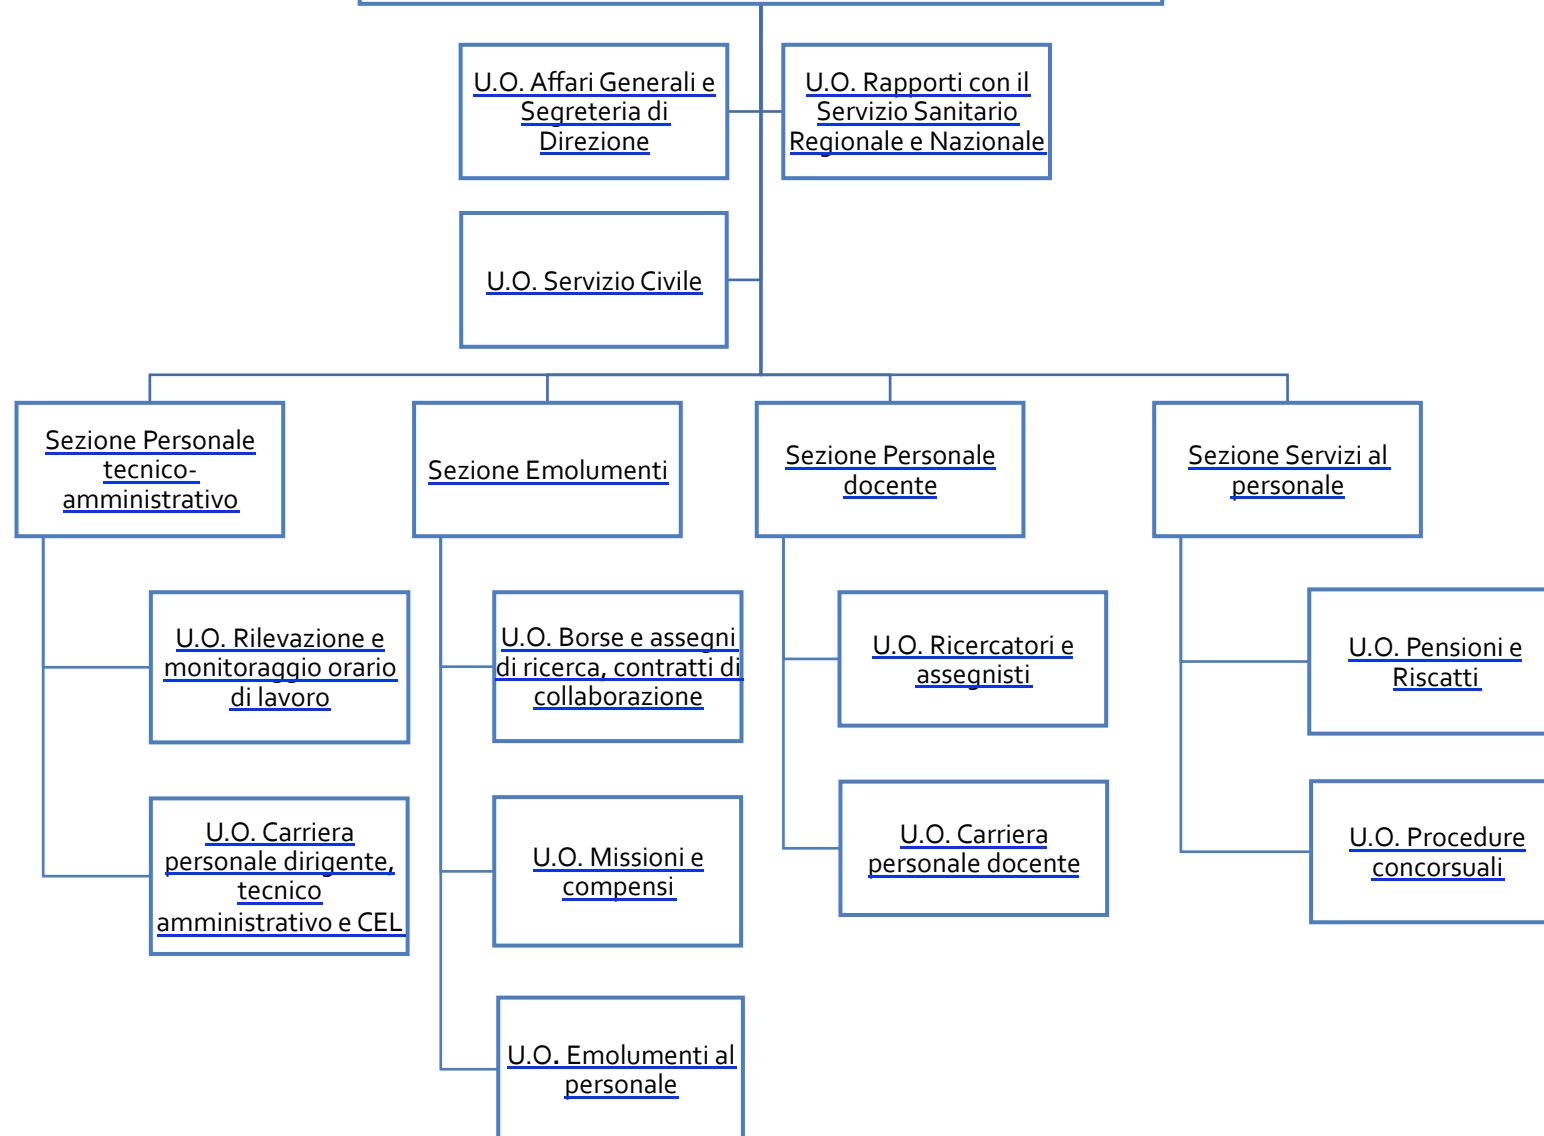 U.O. Affari Generali e
Segreteria di
Direzione
U.O. Rapporti con il
Servizio Sanitario
Regionale e Nazionale
U.O. Servizio Civile
Sezione Personale
tecnico-
amministrativo
Sezione Emolumenti
Sezione Personale
docente
Sezione Servizi al
personale
U.O. Rilevazione e
monitoraggio orario
di lavoro
U.O. Borse e assegni
di ricerca, contratti di
collaborazione
U.O. Ricercatori e
assegnisti
U.O. Pensioni e
Riscatti
U.O. Carriera
personale dirigente,
tecnico
amministrativo e CEL
U.O. Missioni e
compensi
U.O. Carriera
personale docente
U.O. Procedure
concorsuali
U.O. Emolumenti al
personale